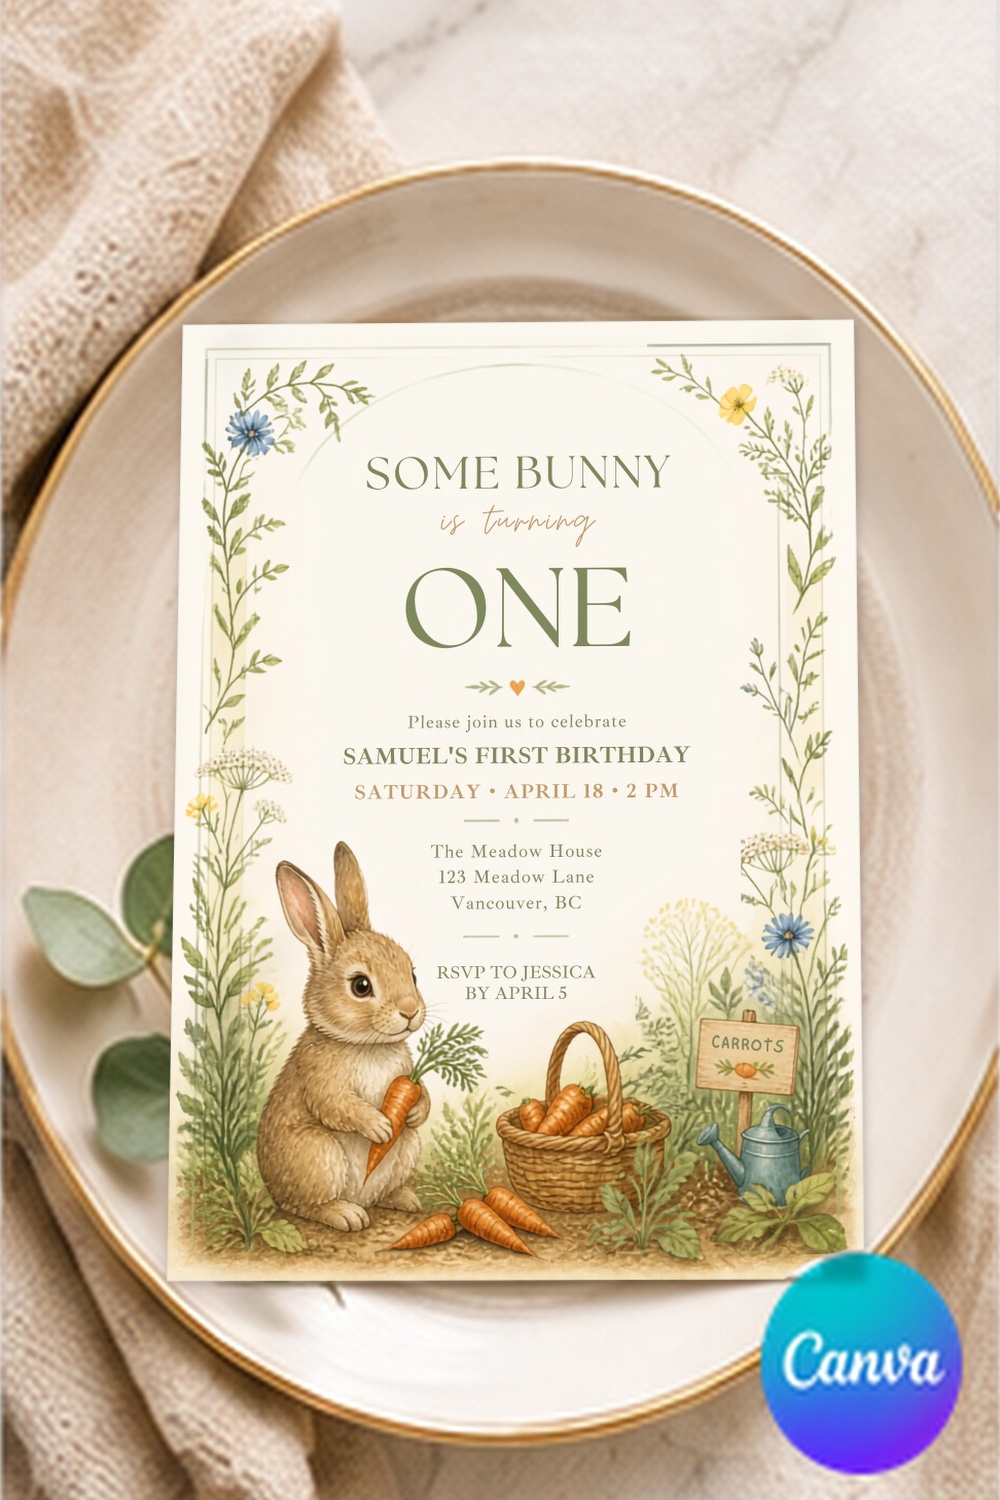 SOME BUNNY
is turning
ONE
Please join us to celebrate
SAMUEL'S FIRST BIRTHDAY
SATURDAY • APRIL 18 • 2 PM
The Meadow House
123 Meadow Lane
Vancouver, BC
RSVP TO JESSICA
BY APRIL 5
CARROTS
Canva